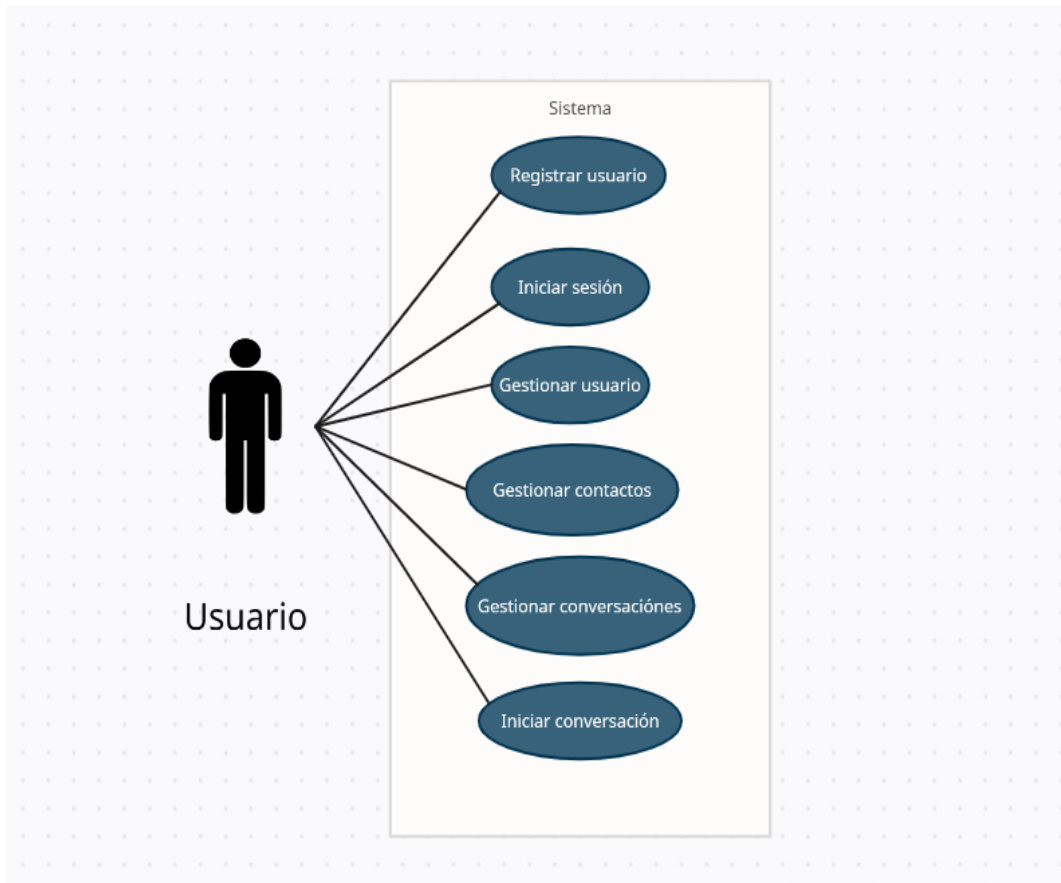 Sistema
Registrar usuario
Iniciar sesión
Gestionar usuario
Gestionar contactos
Gestionar conversaciónes
Iniciar conversación
Usuario